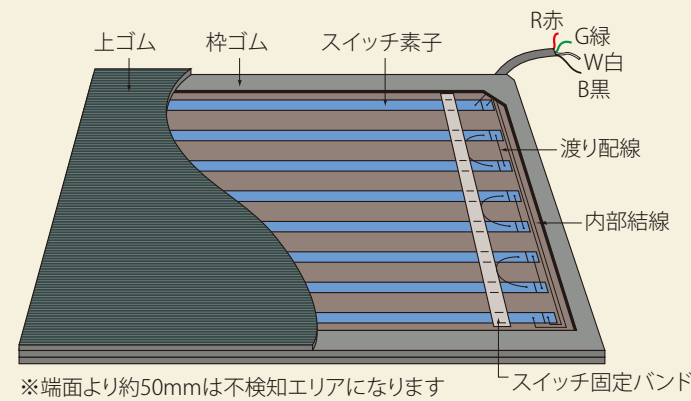 R赤
G緑
W白
B黒
上ゴム
枠ゴム
スイッチ素子
渡り配線
内部結線
スイッチ固定バンド
※端面より約50mmは不検知エリアになります